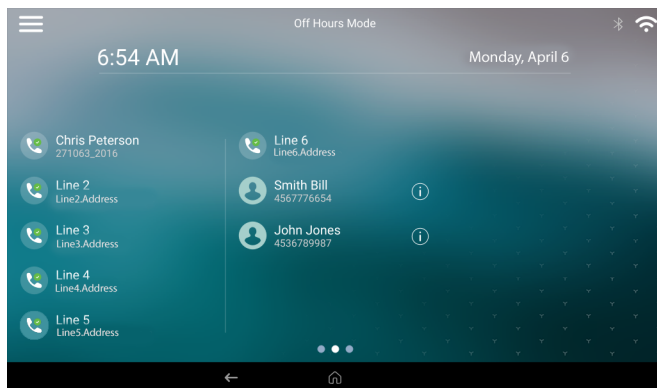 Off Hours Mode
6:54 AM
Monday, April 6
Chris Peterson
271063_2016
Line 2
Line2.Address
Line 3
Line3.Address
Line 4
Line4.Address
Line 5
Line5.Address
Line 6
Line6.Address
Smith Bill
4567776654
John Jones
4536789987